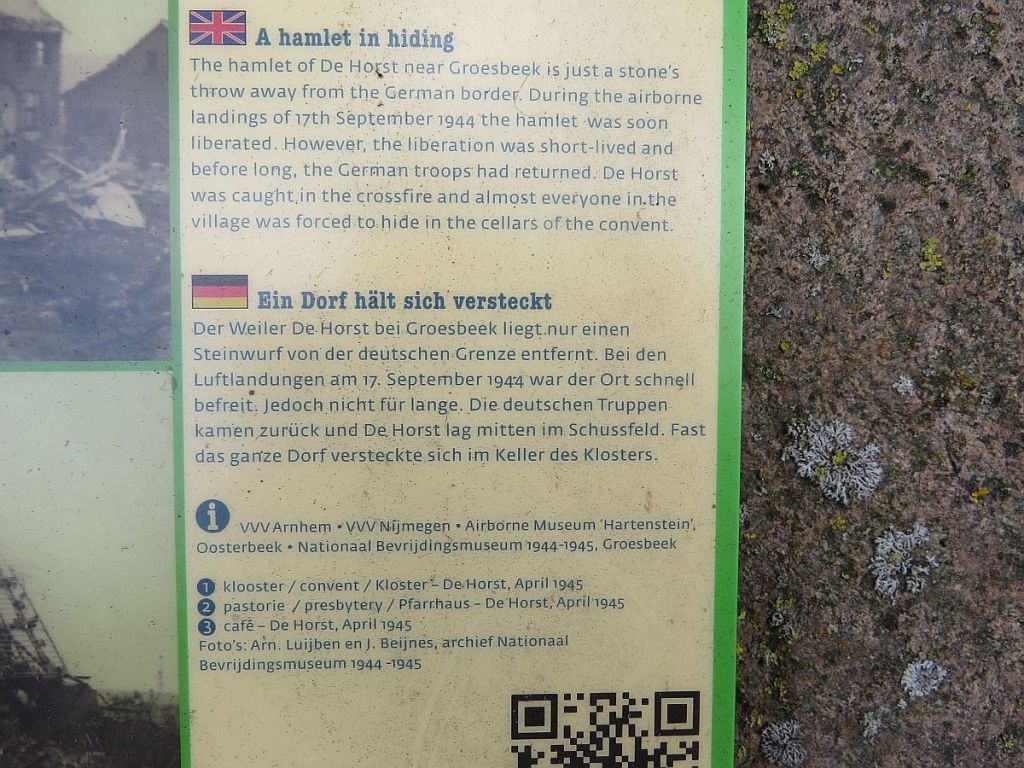 A hamlet in hiding
The hamlet of De Horst near Groesbeek is just a stone's
throw away from the German border. During the airborne
landings of 17th September 1944 the hamlet was soon
liberated. However, the liberation was short-lived and
before long, the German troops had returned. De Horst
was caught in the crossfire and almost everyone in the
village was forced to hide in the cellars of the convent.
Ein Dorf hält sich versteckt
Der Weiler De Horst bei Groesbeek liegt nur einen
Steinwurf von der deutschen Grenze entfernt. Bei den
Luftlandungen am 17. September 1944 war der Ort schnell
befreit. Jedoch nicht für lange. Die deutschen Truppen
kamen zurück und De Horst lag mitten im Schussfeld. Fast
das ganze Dorf versteckte sich im Keller des Klosters.
i VVV Arnhem • VVV Nijmegen • Airborne Museum 'Hartenstein',
Oosterbeek • Nationaal Bevrijdingsmuseum 1944-1945, Groesbeek
1 klooster / convent / Kloster – De Horst, April 1945
2 pastorie / presbytery / Pfarrhaus – De Horst, April 1945
3 café – De Horst, April 1945
Foto's: Arn. Luijben en J. Beijnes, archief Nationaal
Bevrijdingsmuseum 1944 -1945